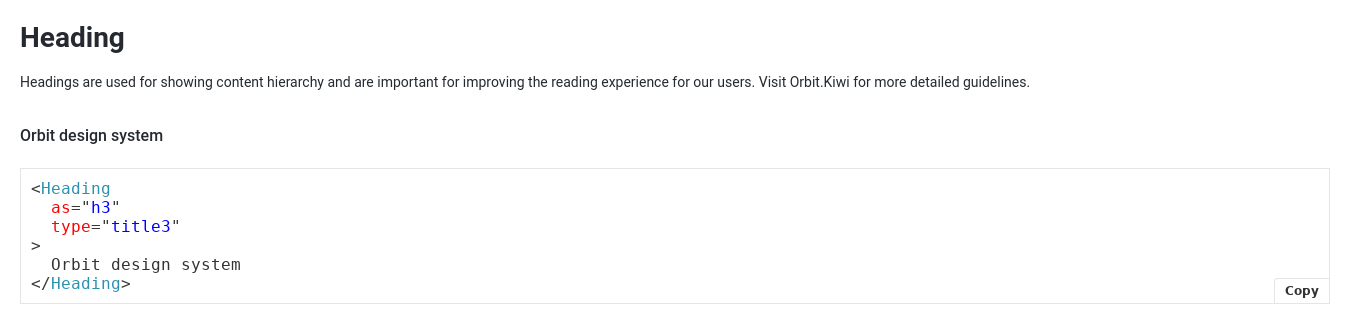 Heading
Headings are used for showing content hierarchy and are important for improving the reading experience for our users. Visit Orbit.Kiwi for more detailed guidelines.
Orbit design system
<Heading
  as="h3"
  type="title3"
>
  Orbit design system
</Heading>
Copy